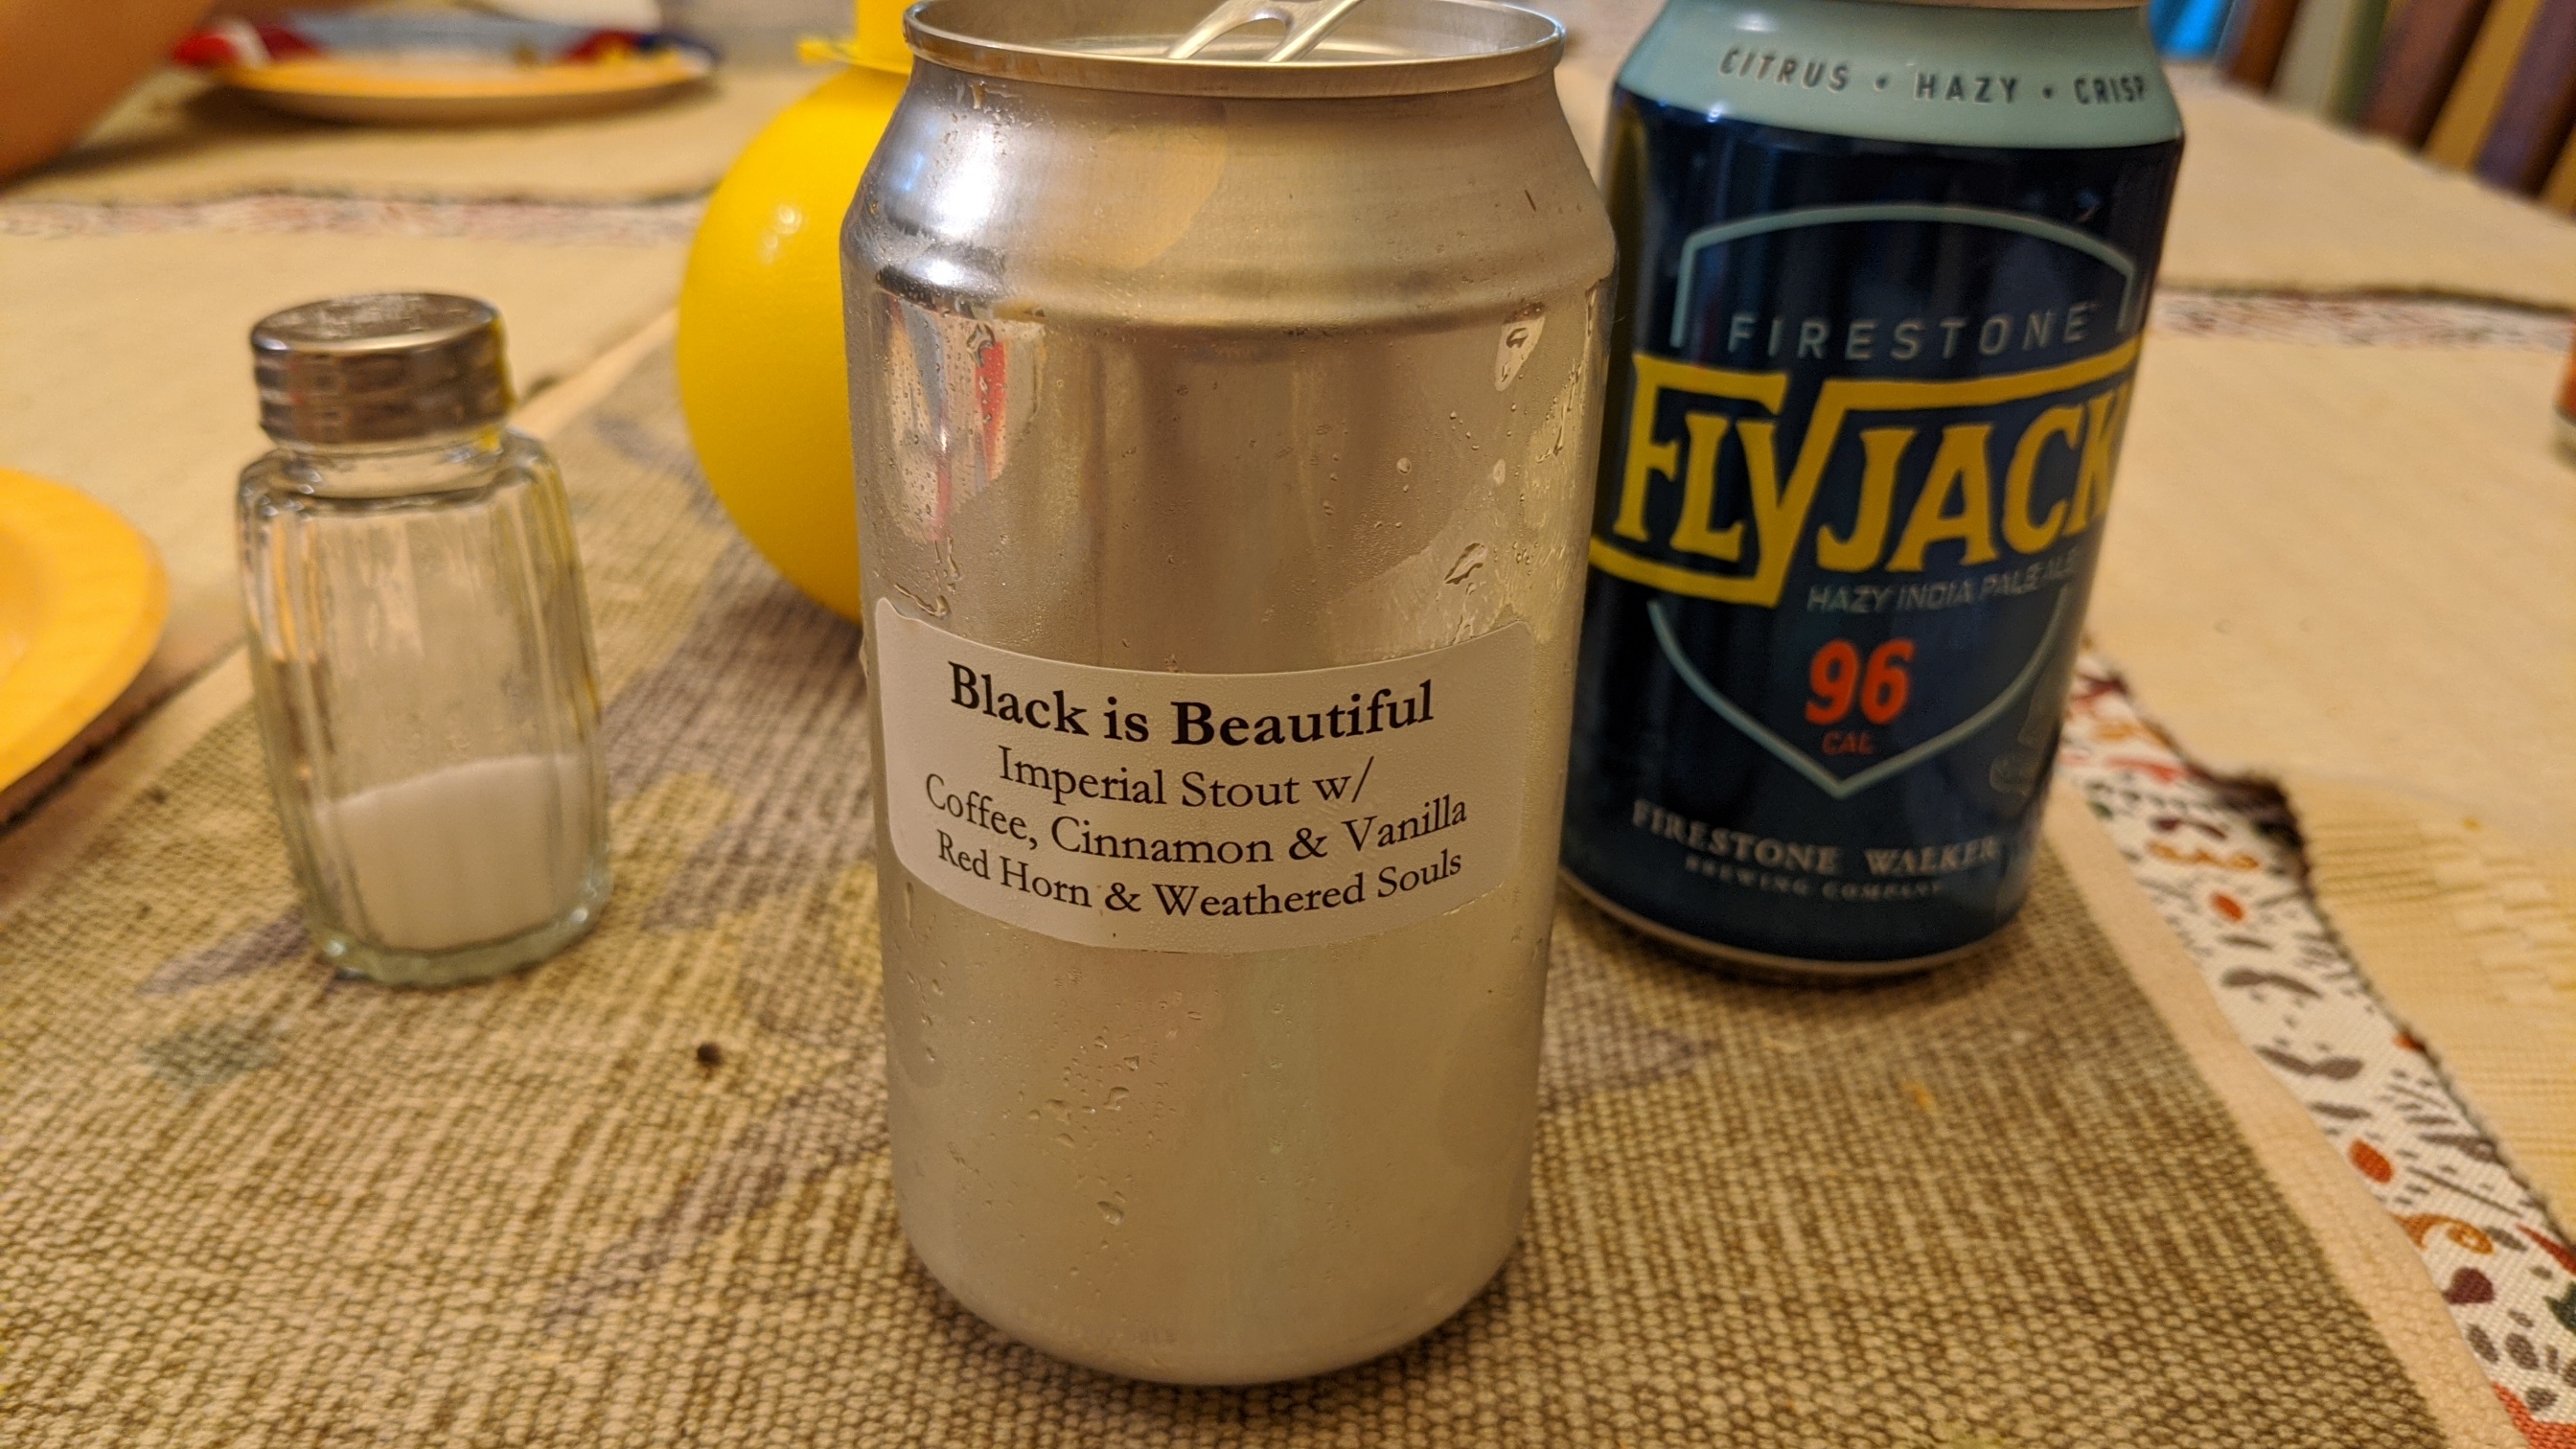 Black is Beautiful
Imperial Stout w/
Coffee, Cinnamon & Vanilla
Red Horn & Weathered Souls
CITRUS • HAZY • CRISP
FIRESTONE™
FLYJACK
HAZY INDIA PALE ALE
96
CAL
FIRESTONE WALKER
BREWING COMPANY